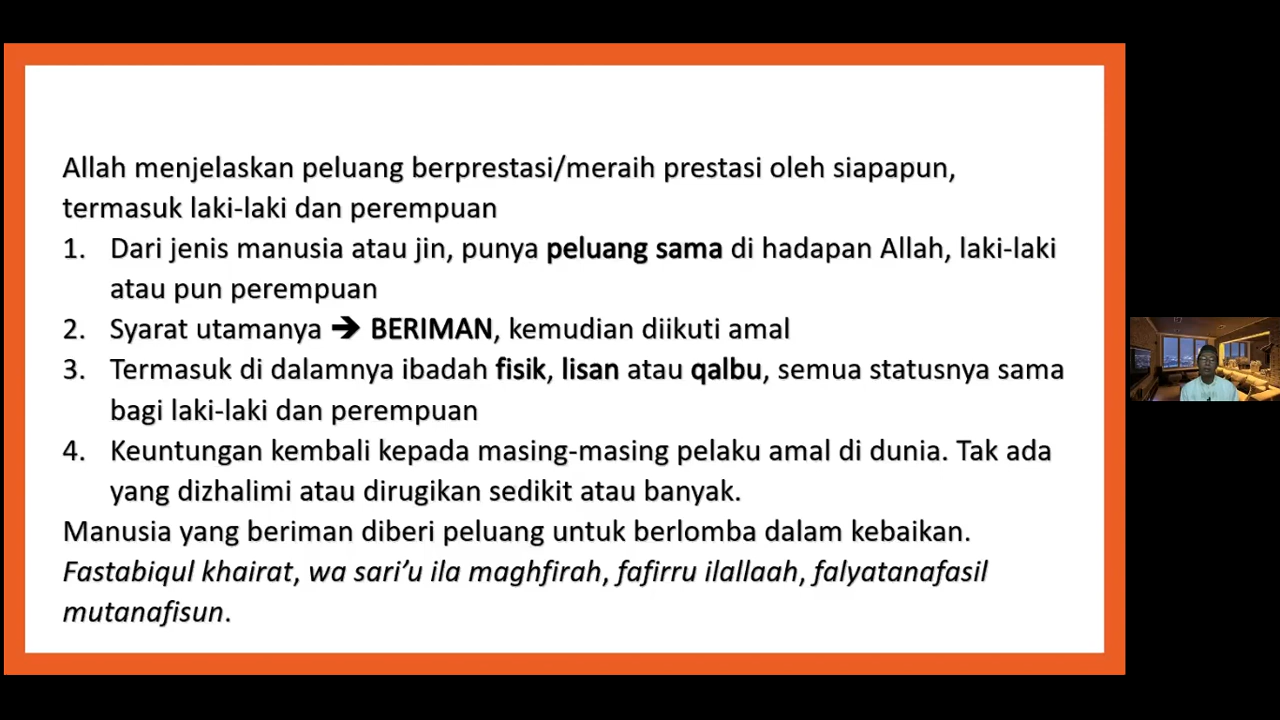 Allah menjelaskan peluang berprestasi/meraih prestasi oleh siapapun,
termasuk laki-laki dan perempuan
1. Dari jenis manusia atau jin, punya peluang sama di hadapan Allah, laki-laki
atau pun perempuan
2. Syarat utamanya ➔ BERIMAN, kemudian diikuti amal
3. Termasuk di dalamnya ibadah fisik, lisan atau qalbu, semua statusnya sama
bagi laki-laki dan perempuan
4. Keuntungan kembali kepada masing-masing pelaku amal di dunia. Tak ada
yang dizhalimi atau dirugikan sedikit atau banyak.
Manusia yang beriman diberi peluang untuk berlomba dalam kebaikan.
Fastabiqul khairat, wa sari’u ila maghfirah, fafirru ilallaah, falyatanafasil
mutanafisun.